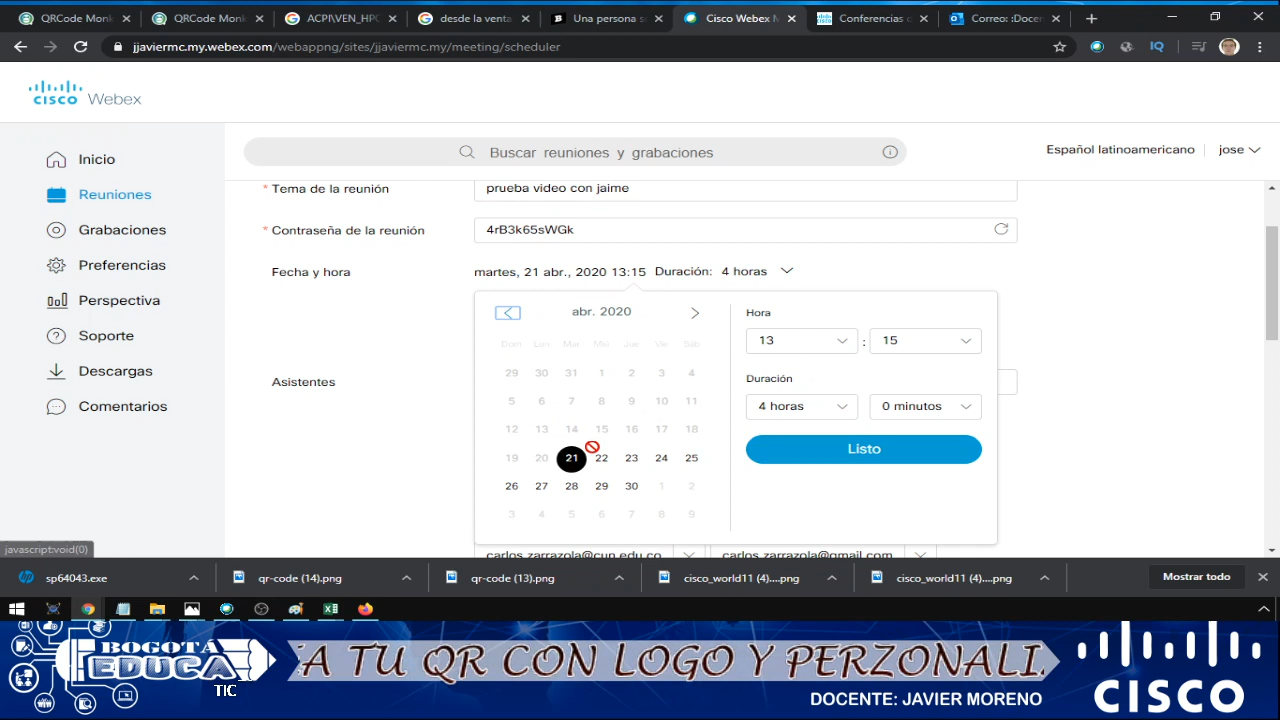 QRCode Monk
QRCode Monk
ACPI\VEN_HPC
desde la venta
Una persona s
Cisco Webex M
Conferencias c
Correo: :Docen
jjaviermc.my.webex.com/webappng/sites/jjaviermc.my/meeting/scheduler
IQ
CISCO Webex
Buscar reuniones y grabaciones
Español latinoamericano
jose
Inicio
Reuniones
Grabaciones
Preferencias
Perspectiva
Soporte
Descargas
Comentarios
* Tema de la reunión
prueba video con jaime
* Contraseña de la reunión
4rB3k65sWGk
Fecha y hora
martes, 21 abr., 2020 13:15 Duración: 4 horas
Asistentes
abr. 2020
Dom Lun Mar Mié Jue Vie Sáb
29 30 31 1 2 3 4
5 6 7 8 9 10 11
12 13 14 15 16 17 18
19 20 21 22 23 24 25
26 27 28 29 30 1 2
3 4 5 6 7 8 9
Hora
13 : 15
Duración
4 horas 0 minutos
Listo
carlos.zarrazola@cun.edu.co
carlos.zarrazola@gmail.com
javascript:void(0)
sp64043.exe
qr-code (14).png
qr-code (13).png
cisco_world11 (4)....png
cisco_world11 (4)....png
Mostrar todo
BOGOTÁ
EDUCA
TIC
A TU QR CON LOGO Y PERZONALI
DOCENTE: JAVIER MORENO
CISCO